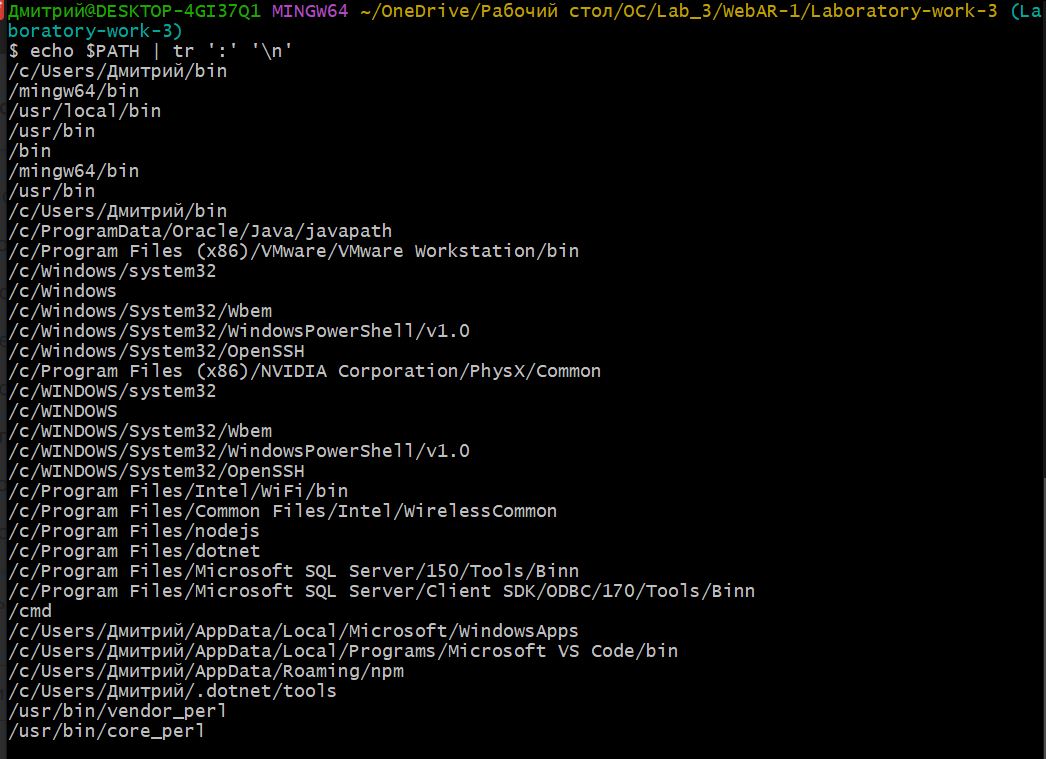 Дмитрий@DESKTOP-4GI37Q1 MINGW64 ~/OneDrive/Рабочий стол/ОС/Lab_3/WebAR-1/Laboratory-work-3 (La
boratory-work-3)
$ echo $PATH | tr ':' '\n'
/c/Users/Дмитрий/bin
/mingw64/bin
/usr/local/bin
/usr/bin
/bin
/mingw64/bin
/usr/bin
/c/Users/Дмитрий/bin
/c/ProgramData/Oracle/Java/javapath
/c/Program Files (x86)/VMware/VMware Workstation/bin
/c/Windows/system32
/c/Windows
/c/Windows/System32/Wbem
/c/Windows/System32/WindowsPowerShell/v1.0
/c/Windows/System32/OpenSSH
/c/Program Files (x86)/NVIDIA Corporation/PhysX/Common
/c/WINDOWS/system32
/c/WINDOWS
/c/WINDOWS/System32/Wbem
/c/WINDOWS/System32/WindowsPowerShell/v1.0
/c/WINDOWS/System32/OpenSSH
/c/Program Files/Intel/WiFi/bin
/c/Program Files/Common Files/Intel/WirelessCommon
/c/Program Files/nodejs
/c/Program Files/dotnet
/c/Program Files/Microsoft SQL Server/150/Tools/Binn
/c/Program Files/Microsoft SQL Server/Client SDK/ODBC/170/Tools/Binn
/cmd
/c/Users/Дмитрий/AppData/Local/Microsoft/WindowsApps
/c/Users/Дмитрий/AppData/Local/Programs/Microsoft VS Code/bin
/c/Users/Дмитрий/AppData/Roaming/npm
/c/Users/Дмитрий/.dotnet/tools
/usr/bin/vendor_perl
/usr/bin/core_perl